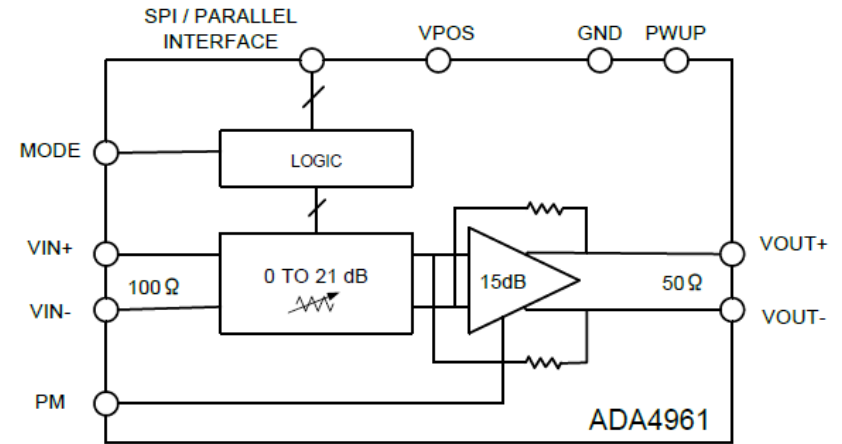 SPI / PARALLEL
INTERFACE
VPOS
GND
PWUP
MODE
LOGIC
VIN+
100 Ω
VIN-
0 TO 21 dB
15dB
VOUT+
50 Ω
VOUT-
PM
ADA4961